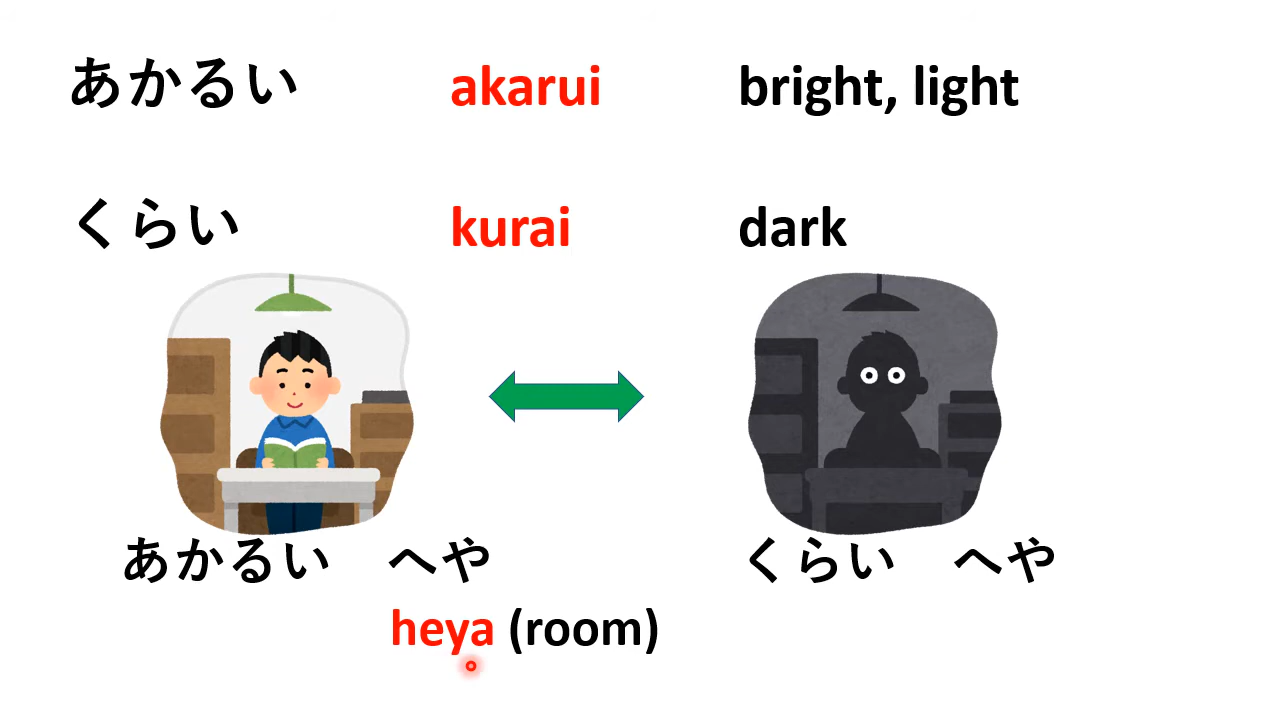 あかるい akarui bright, light
くらい kurai dark
あかるい へや くらい へや
heya (room)